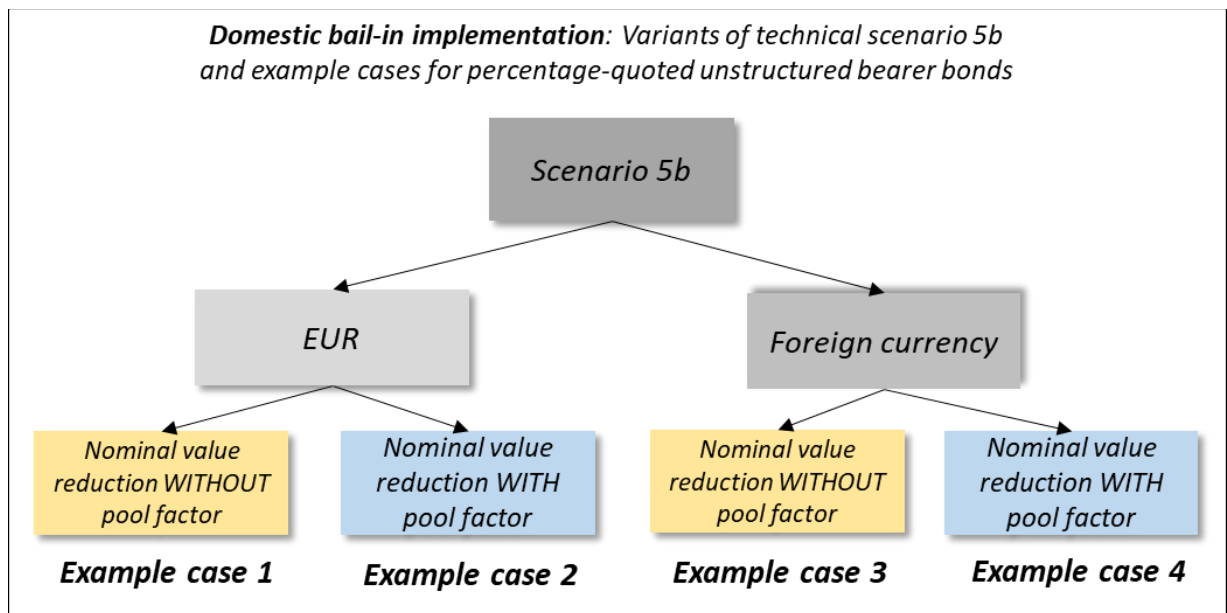 Domestic bail-in implementation: Variants of technical scenario 5b
and example cases for percentage-quoted unstructured bearer bonds
Scenario 5b
EUR
Foreign currency
Nominal value
reduction WITHOUT
pool factor
Nominal value
reduction WITH
pool factor
Nominal value
reduction WITHOUT
pool factor
Nominal value
reduction WITH
pool factor
Example case 1
Example case 2
Example case 3
Example case 4